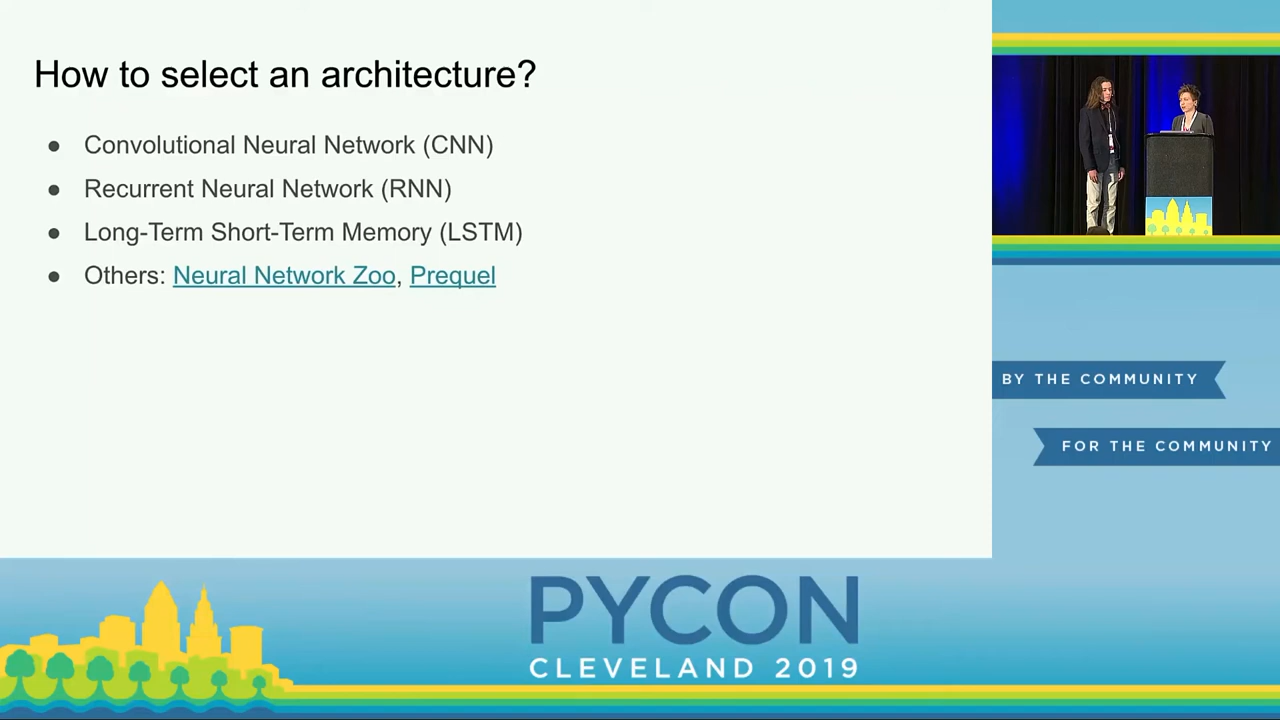 How to select an architecture?
● Convolutional Neural Network (CNN)
● Recurrent Neural Network (RNN)
● Long-Term Short-Term Memory (LSTM)
● Others: Neural Network Zoo, Prequel
BY THE COMMUNITY
FOR THE COMMUNITY
PYCON
CLEVELAND 2019